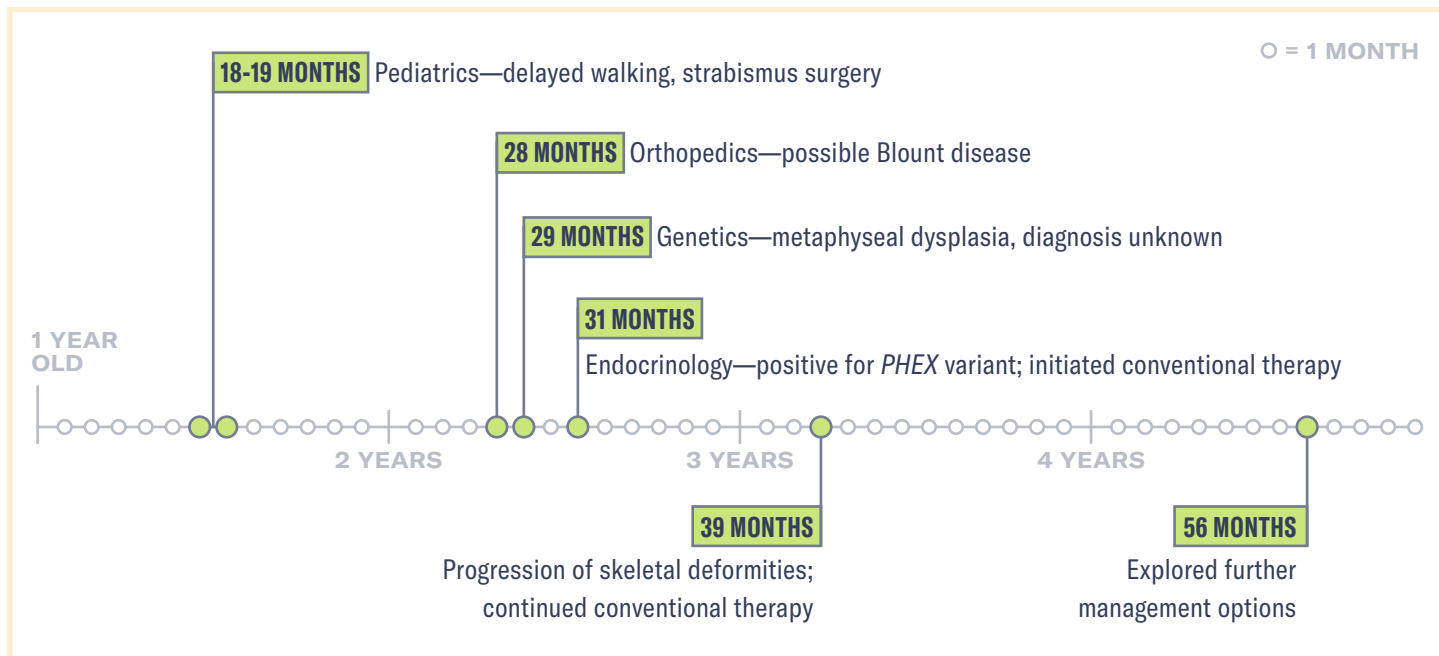 ○ = 1 MONTH
18-19 MONTHS Pediatrics—delayed walking, strabismus surgery
28 MONTHS Orthopedics—possible Blount disease
29 MONTHS Genetics—metaphyseal dysplasia, diagnosis unknown
31 MONTHS
Endocrinology—positive for PHEX variant; initiated conventional therapy
1 YEAR
OLD
2 YEARS
3 YEARS
4 YEARS
39 MONTHS
Progression of skeletal deformities;
continued conventional therapy
56 MONTHS
Explored further
management options